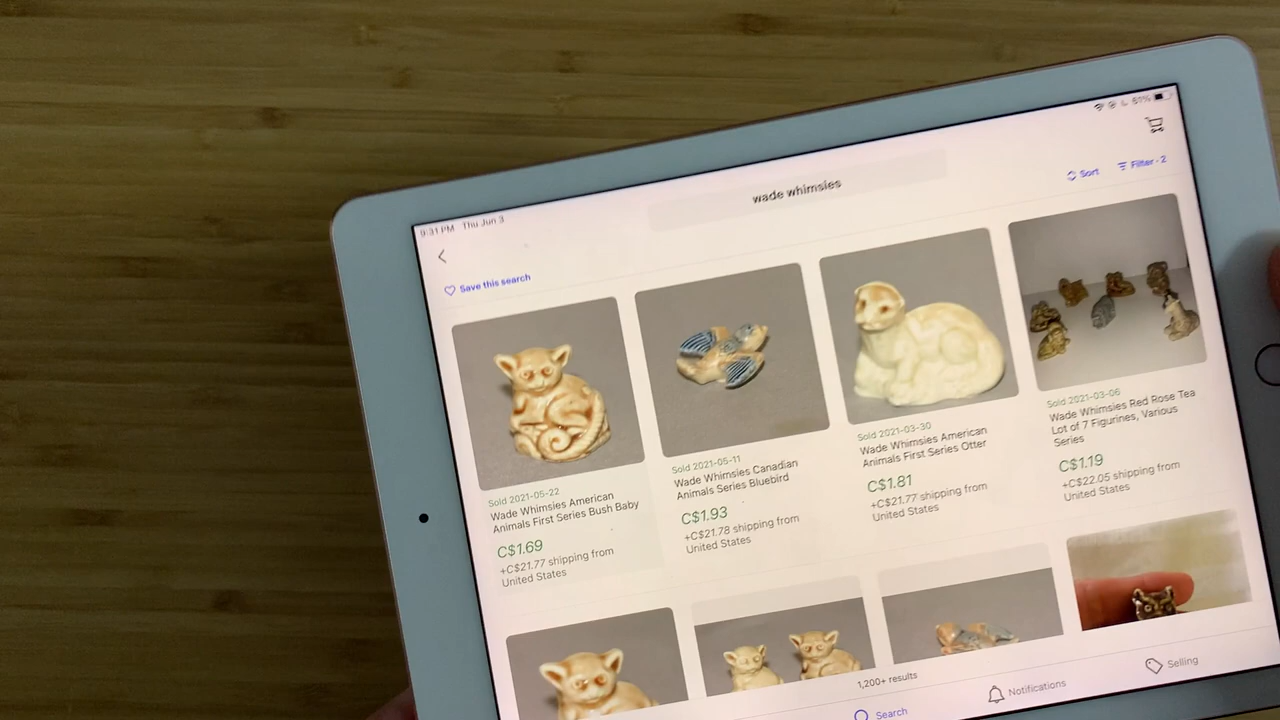 9:31 PM Thu Jun 3
61%
wade whimsies
Sort
Filter · 2
Save this search
Sold 2021-05-22
Wade Whimsies American
Animals First Series Bush Baby
C$1.69
+C$21.77 shipping from
United States
Sold 2021-05-11
Wade Whimsies Canadian
Animals Series Bluebird
C$1.93
+C$21.78 shipping from
United States
Sold 2021-03-30
Wade Whimsies American
Animals First Series Otter
C$1.81
+C$21.77 shipping from
United States
Sold 2021-03-06
Wade Whimsies Red Rose Tea
Lot of 7 Figurines, Various
Series
C$1.19
+C$22.05 shipping from
United States
1,200+ results
Search
Notifications
Selling